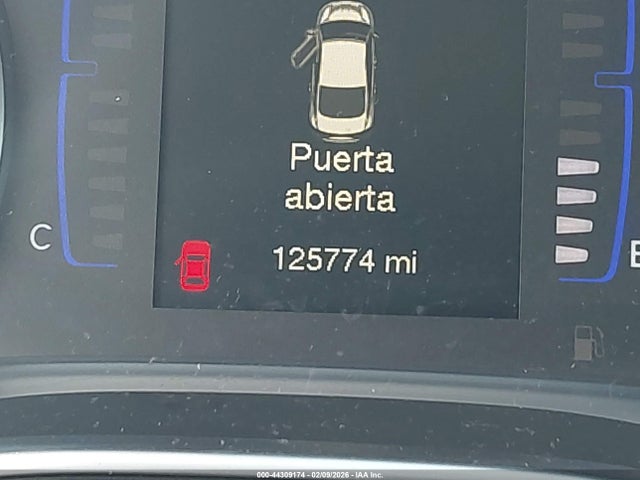 Puerta
abierta
C
125774 mi
E
000-44309174 - 02/09/2026 - IAA Inc.